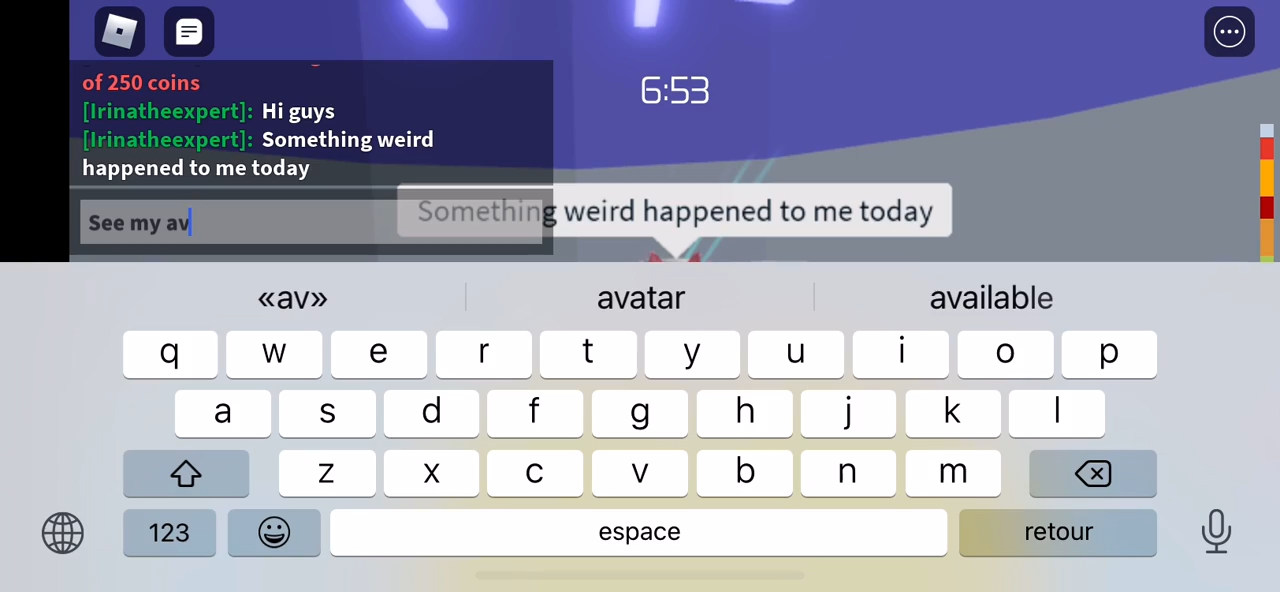 of 250 coins
6:53
[Irinatheexpert]: Hi guys
[Irinatheexpert]: Something weird
happened to me today
Something weird happened to me today
See my av
«av» avatar available
q w e r t y u i o p
a s d f g h j k l
z x c v b n m
123 espace retour